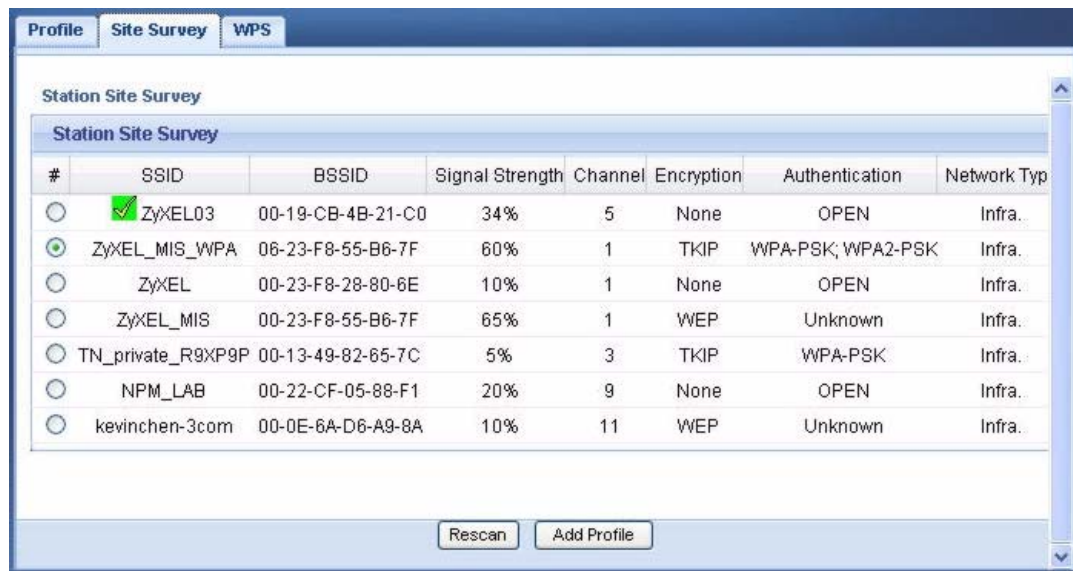 Profile Site Survey WPS
Station Site Survey
Station Site Survey
# SSID BSSID Signal Strength Channel Encryption Authentication Network Typ
ZyXEL03 00-19-CB-4B-21-C0 34% 5 None OPEN Infra.
ZyXEL_MIS_WPA 06-23-F8-55-B6-7F 60% 1 TKIP WPA-PSK; WPA2-PSK Infra.
ZyXEL 00-23-F8-28-80-6E 10% 1 None OPEN Infra.
ZyXEL_MIS 00-23-F8-55-B6-7F 65% 1 WEP Unknown Infra.
TN_private_R9XP9P 00-13-49-82-65-7C 5% 3 TKIP WPA-PSK Infra.
NPM_LAB 00-22-CF-05-88-F1 20% 9 None OPEN Infra.
kevinchen-3com 00-0E-6A-D6-A9-8A 10% 11 WEP Unknown Infra.
Rescan Add Profile